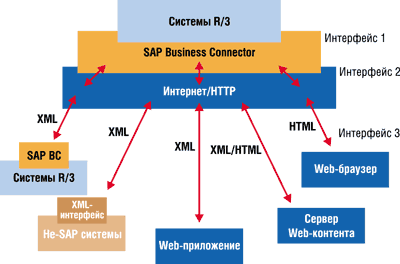 Системы R/3
Интерфейс 1
SAP Business Connector
Интерфейс 2
Интернет/HTTP
XML
XML
XML
XML/HTML
HTML
Интерфейс 3
SAP BC
Системы R/3
Web-браузер
XML-
интерфейс
Не-SAP системы
Web-приложение
Сервер
Web-контента